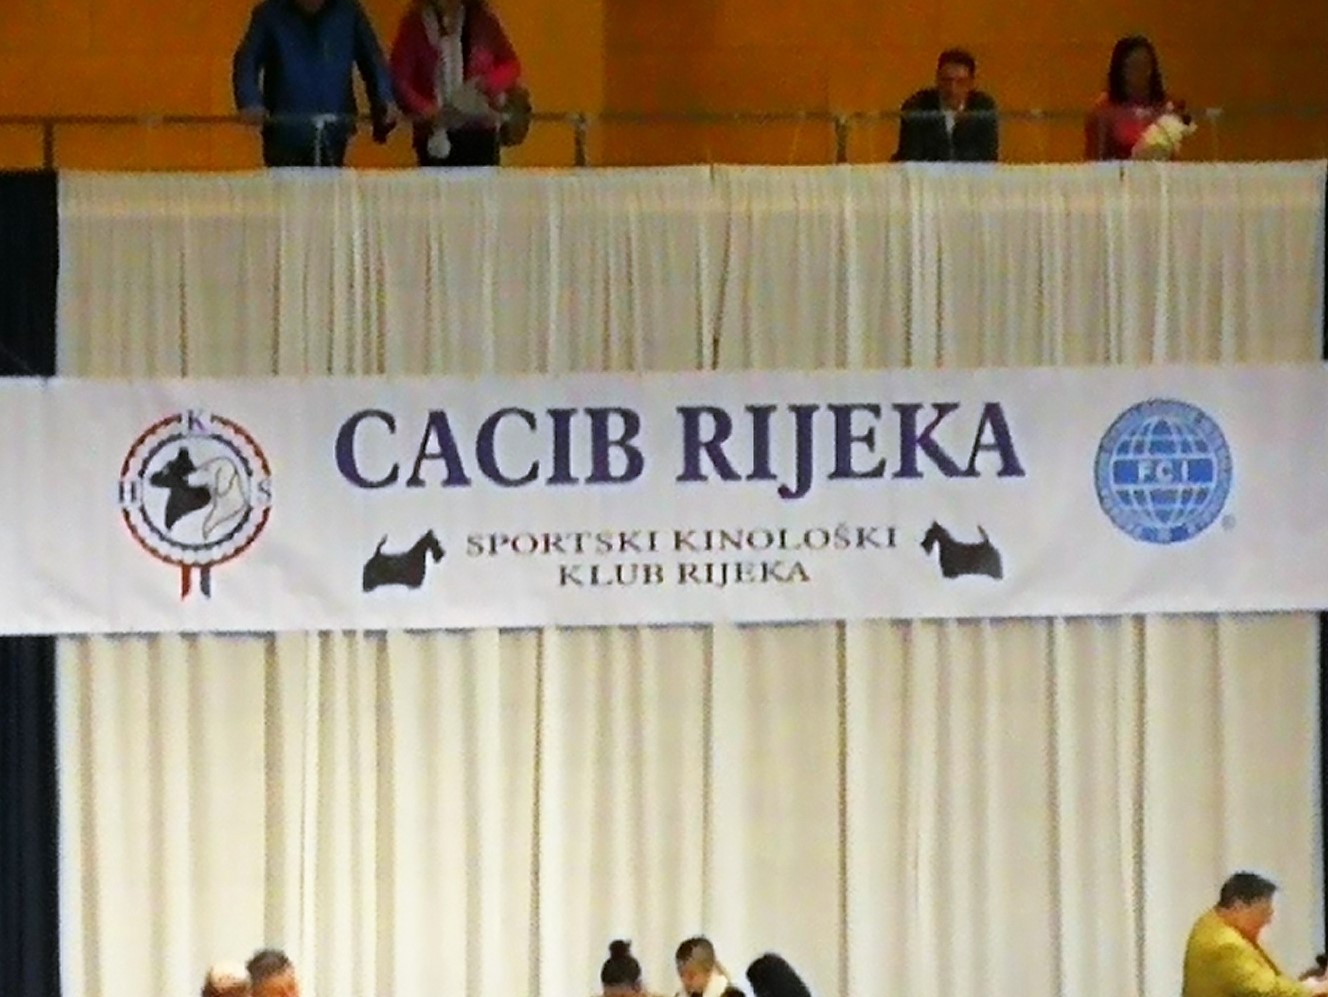 CACIB RIJEKA
SPORTSKI KINOLOŠKI
KLUB RIJEKA
H K S
F.C.I.
®